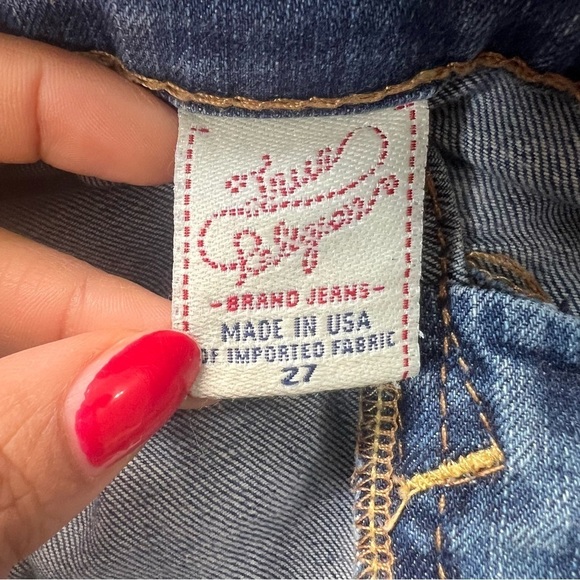 True
Religion
-BRAND JEANS-
MADE IN USA
OF IMPORTED FABRIC
27